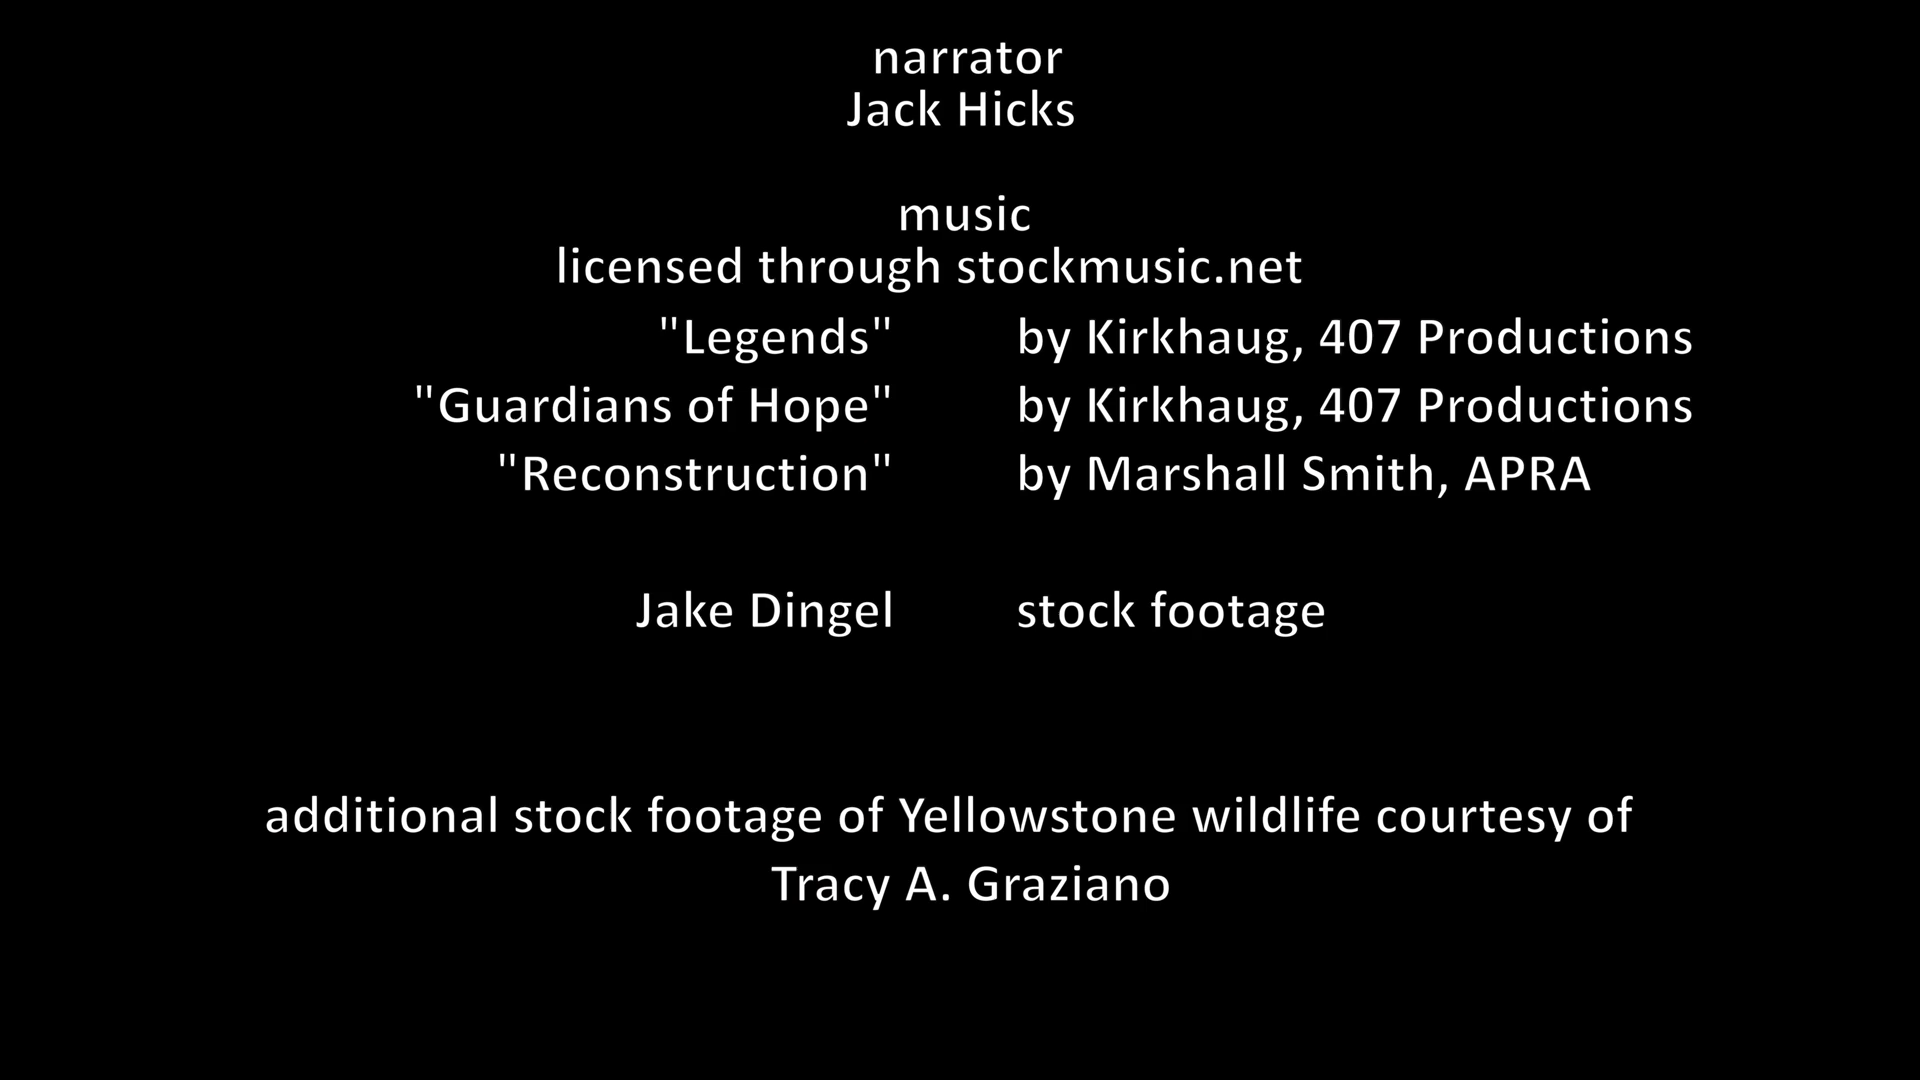 narrator
Jack Hicks
music
licensed through stockmusic.net
"Legends" by Kirkhaug, 407 Productions
"Guardians of Hope" by Kirkhaug, 407 Productions
"Reconstruction" by Marshall Smith, APRA
Jake Dingel stock footage
additional stock footage of Yellowstone wildlife courtesy of
Tracy A. Graziano